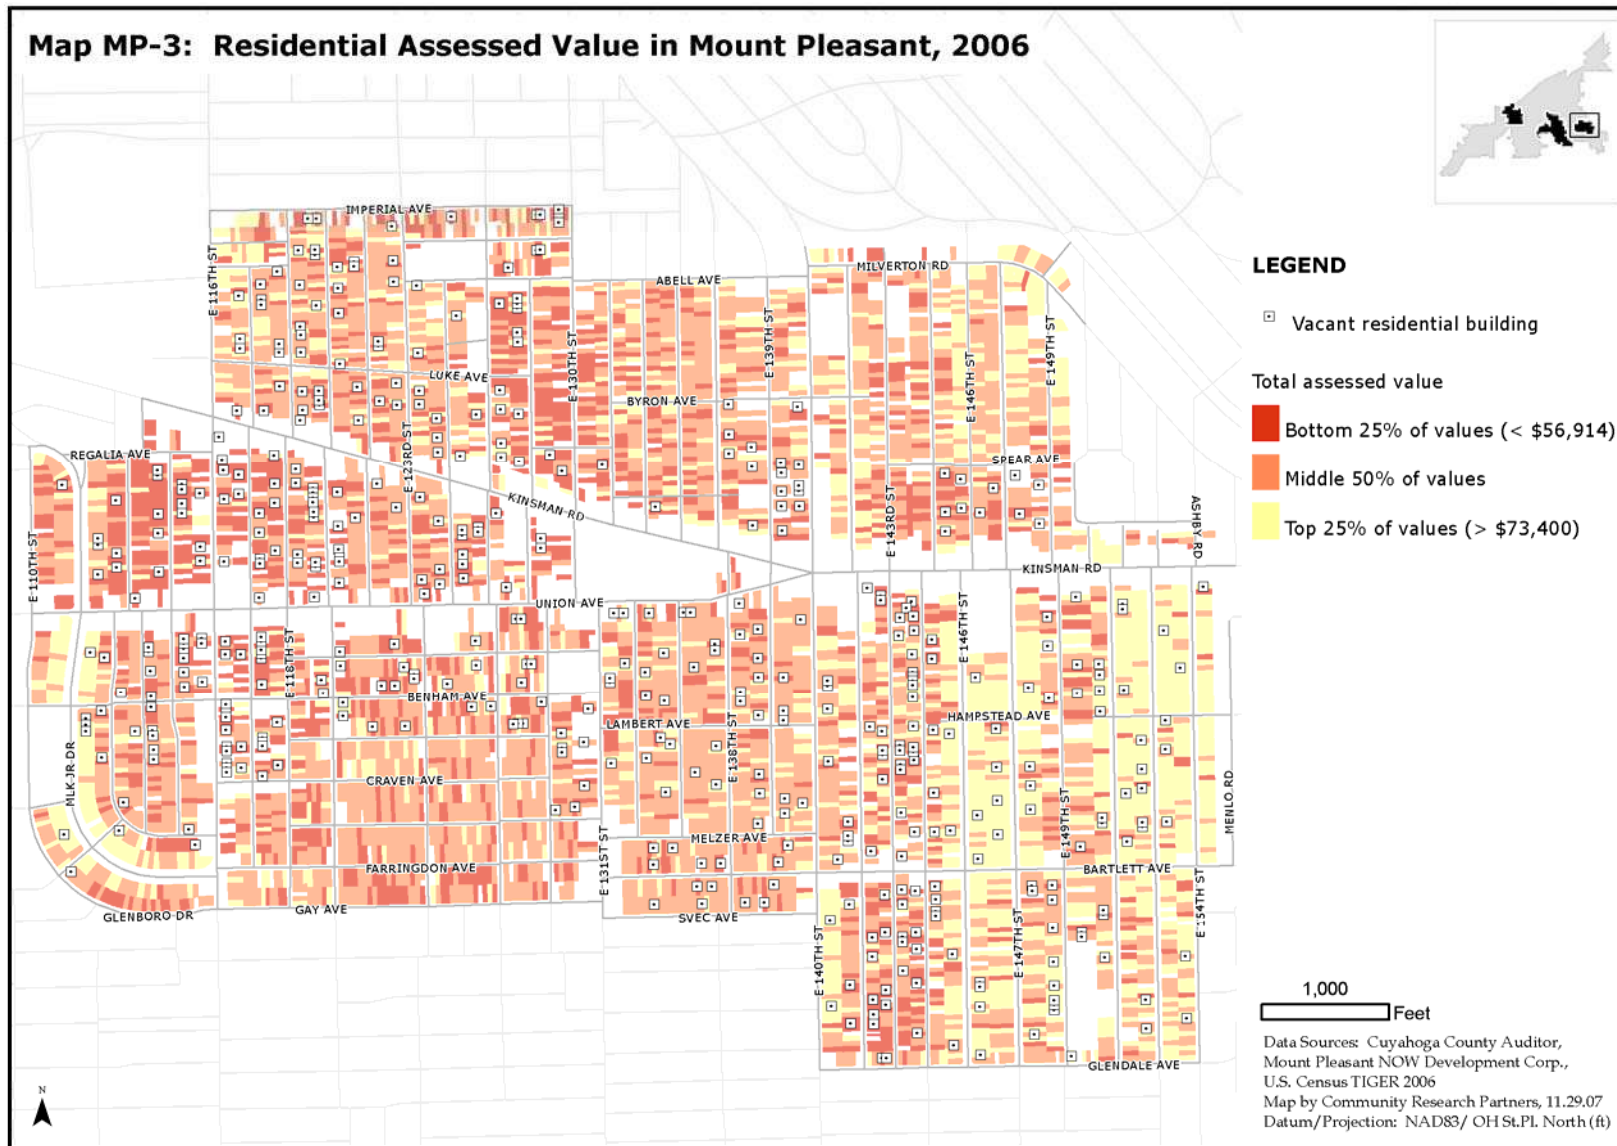 Map MP-3:  Residential Assessed Value in Mount Pleasant, 2006
IMPERIAL AVE
E 116TH ST
MILVERTON RD
ABELL AVE
LEGEND
Vacant residential building
Total assessed value
Bottom 25% of values (< $56,914)
Middle 50% of values
Top 25% of values (> $73,400)
E 130TH ST
E 139TH ST
E 146TH ST
E 149TH ST
LUKE AVE
BYRON AVE
E 123RD ST
REGALIA AVE
SPEAR AVE
KINSMAN RD
E 143RD ST
ASHBY RD
E 110TH ST
KINSMAN RD
UNION AVE
E 146TH ST
E 118TH ST
BENHAM AVE
LAMBERT AVE
HAMPSTEAD AVE
E 138TH ST
MLK JR DR
CRAVEN AVE
E 149TH ST
MENLO RD
MELZER AVE
E 131ST ST
FARRINGDON AVE
BARTLETT AVE
GLENBORO DR
GAY AVE
SVEC AVE
E 154TH ST
E 140TH ST
E 147TH ST
GLENDALE AVE
1,000
Feet
N
Data Sources:  Cuyahoga County Auditor,
Mount Pleasant NOW Development Corp.,
U.S. Census TIGER 2006
Map by Community Research Partners, 11.29.07
Datum/Projection:  NAD83/ OH St.Pl. North (ft)